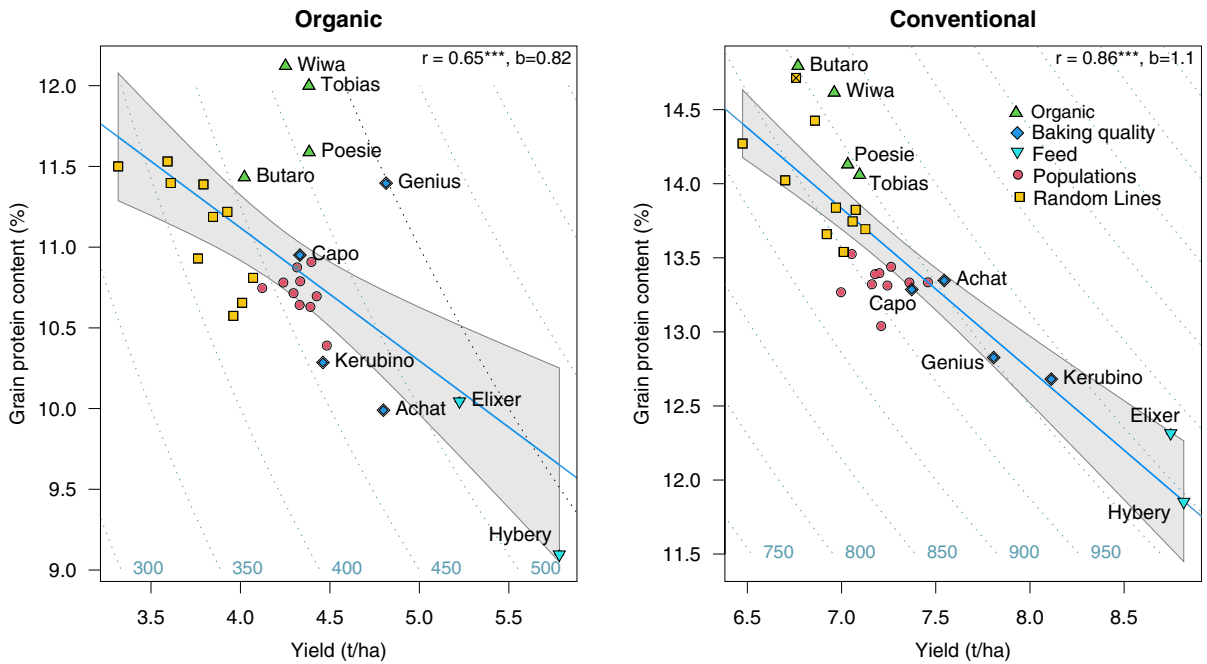 Organic
r = 0.65***, b=0.82
Wiwa
Tobias
Poesie
Butaro
Genius
Capo
Kerubino
Achat
Elixer
Hybery
300 350 400 450 500
12.0
11.5
11.0
10.5
10.0
9.5
9.0
Grain protein content (%)
3.5 4.0 4.5 5.0 5.5
Yield (t/ha)
Conventional
r = 0.86***, b=1.1
Butaro
Wiwa
Poesie
Tobias
Organic
Baking quality
Feed
Populations
Random Lines
Achat
Capo
Genius
Kerubino
Elixer
Hybery
750 800 850 900 950
14.5
14.0
13.5
13.0
12.5
12.0
11.5
Grain protein content (%)
6.5 7.0 7.5 8.0 8.5
Yield (t/ha)